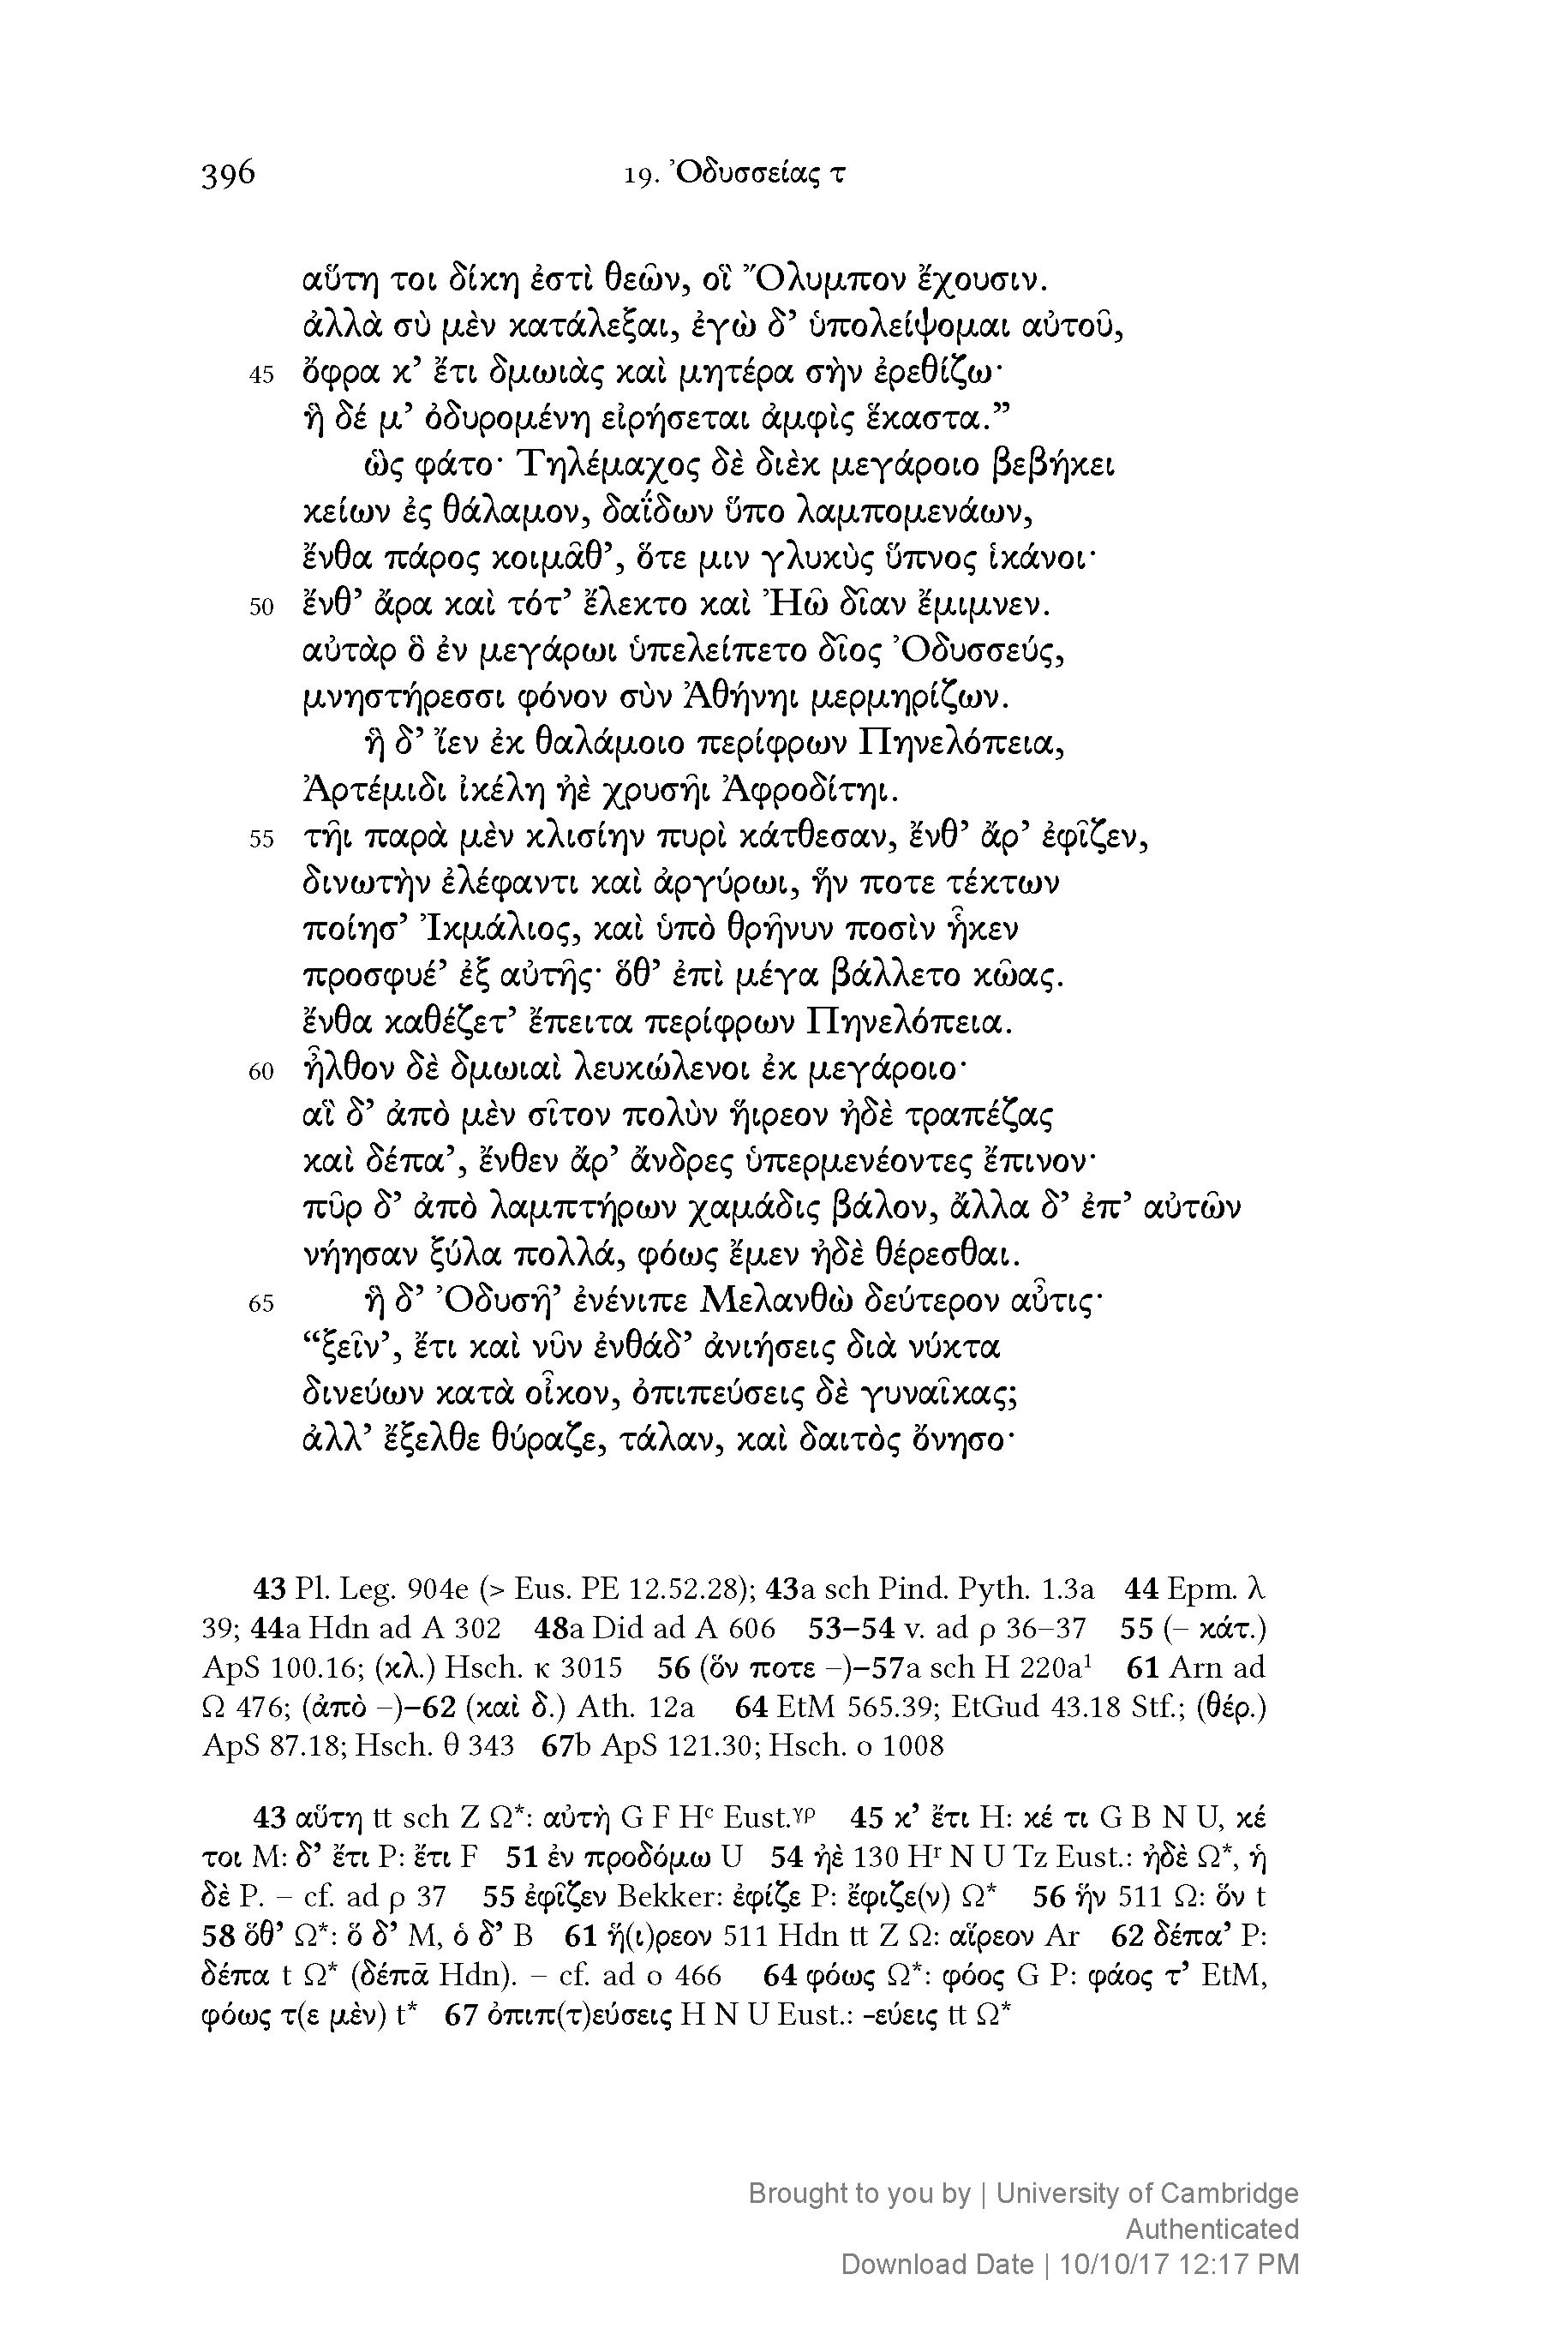 396 19. Ὀδυσσείας τ
αὕτη τοι δίκη ἐστὶ θεῶν, οἳ Ὄλυμπον ἔχουσιν.
ἀλλὰ σὺ μὲν κατάλεξαι, ἐγὼ δ’ ὑπολείψομαι αὐτοῦ,
45 ὄφρα κ’ ἔτι δμωιὰς καὶ μητέρα σὴν ἐρεθίζω·
ἣ δέ μ’ ὀδυρομένη εἰρήσεται ἀμφὶς ἕκαστα.”
ὣς φάτο· Τηλέμαχος δὲ διὲκ μεγάροιο βεβήκει
κείων ἐς θάλαμον, δαΐδων ὕπο λαμπομενάων,
ἔνθα πάρος κοιμᾶθ’, ὅτε μιν γλυκὺς ὕπνος ἱκάνοι·
50 ἔνθ’ ἄρα καὶ τότ’ ἔλεκτο καὶ Ἠῶ δῖαν ἔμιμνεν.
αὐτὰρ ὃ ἐν μεγάρωι ὑπελείπετο δῖος Ὀδυσσεύς,
μνηστήρεσσι φόνον σὺν Ἀθήνηι μερμηρίζων.
ἣ δ’ ἴεν ἐκ θαλάμοιο περίφρων Πηνελόπεια,
Ἀρτέμιδι ἰκέλη ἠὲ χρυσῆι Ἀφροδίτηι.
55 τῆι παρὰ μὲν κλισίην πυρὶ κάτθεσαν, ἔνθ’ ἄρ’ ἐφῖζεν,
δινωτὴν ἐλέφαντι καὶ ἀργύρωι, ἥν ποτε τέκτων
ποίησ’ Ἰκμάλιος, καὶ ὑπὸ θρῆνυν ποσὶν ἧκεν
προσφυέ’ ἐξ αὐτῆς· ὅθ’ ἐπὶ μέγα βάλλετο κῶας.
ἔνθα καθέζετ’ ἔπειτα περίφρων Πηνελόπεια.
60 ἦλθον δὲ δμωιαὶ λευκώλενοι ἐκ μεγάροιο·
αἳ δ’ ἀπὸ μὲν σῖτον πολὺν ἥιρεον ἠδὲ τραπέζας
καὶ δέπα’, ἔνθεν ἄρ’ ἄνδρες ὑπερμενέοντες ἔπινον·
πῦρ δ’ ἀπὸ λαμπτήρων χαμάδις βάλον, ἄλλα δ’ ἐπ’ αὐτῶν
νήησαν ξύλα πολλά, φόως ἔμεν ἠδὲ θέρεσθαι.
65 ἣ δ’ Ὀδυσῆ’ ἐνένιπε Μελανθὼ δεύτερον αὖτις·
“ξεῖν’, ἔτι καὶ νῦν ἐνθάδ’ ἀνιήσεις διὰ νύκτα
δινεύων κατὰ οἶκον, ὀπιπεύσεις δὲ γυναῖκας;
ἀλλ’ ἔξελθε θύραζε, τάλαν, καὶ δαιτὸς ὄνησο·
43 Pl. Leg. 904e (> Eus. PE 12.52.28); 43a sch Pind. Pyth. 1.3a 44 Epm. λ
39; 44a Hdn ad A 302 48a Did ad A 606 53–54 v. ad ρ 36–37 55 (– κάτ.)
ApS 100.16; (κλ.) Hsch. κ 3015 56 (ὅν ποτε –)–57a sch H 220a¹ 61 Arn ad
Ω 476; (ἀπὸ –)–62 (καὶ δ.) Ath. 12a 64 EtM 565.39; EtGud 43.18 Stf.; (θέρ.)
ApS 87.18; Hsch. θ 343 67b ApS 121.30; Hsch. ο 1008
43 αὕτη tt sch Z Ω*: αὐτὴ G F Hᶜ Eust.ᵞᵖ 45 κ’ ἔτι H: κέ τι G B N U, κέ
τοι M: δ’ ἔτι P: ἔτι F 51 ἐν προδόμω U 54 ἠὲ 130 Hʳ N U Tz Eust.: ἠδὲ Ω*, ἡ
δὲ P. – cf. ad ρ 37 55 ἐφῖζεν Bekker: ἐφίζε P: ἔφιζε(ν) Ω* 56 ἥν 511 Ω: ὅν t
58 ὅθ’ Ω*: ὅ δ’ M, ὁ δ’ B 61 ἥ(ι)ρεον 511 Hdn tt Z Ω: αἵρεον Ar 62 δέπα’ P:
δέπα t Ω* (δέπᾱ Hdn). – cf. ad ο 466 64 φόως Ω*: φόος G P: φάος τ’ EtM,
φόως τ(ε μὲν) t* 67 ὀπιπ(τ)εύσεις H N U Eust.: -εύεις tt Ω*
Brought to you by | University of Cambridge
Authenticated
Download Date | 10/10/17 12:17 PM